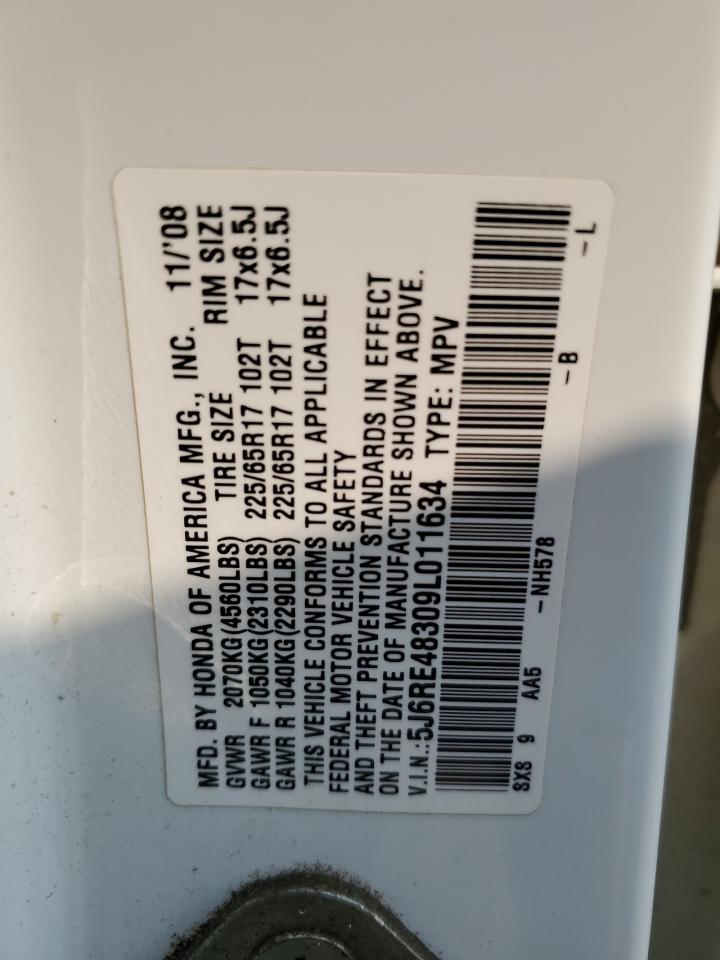 MFD. BY HONDA OF AMERICA MFG., INC. 11/'08
GVWR 2070KG(4560LBS) TIRE SIZE RIM SIZE
GAWR F 1050KG(2310LBS) 225/65R17 102T 17x6.5J
GAWR R 1040KG(2290LBS) 225/65R17 102T 17x6.5J
THIS VEHICLE CONFORMS TO ALL APPLICABLE
FEDERAL MOTOR VEHICLE SAFETY
AND THEFT PREVENTION STANDARDS IN EFFECT
ON THE DATE OF MANUFACTURE SHOWN ABOVE.
V.I.N.:5J6RE48309L011634 TYPE: MPV
SXS 9 AA5 -NH578 -B -L